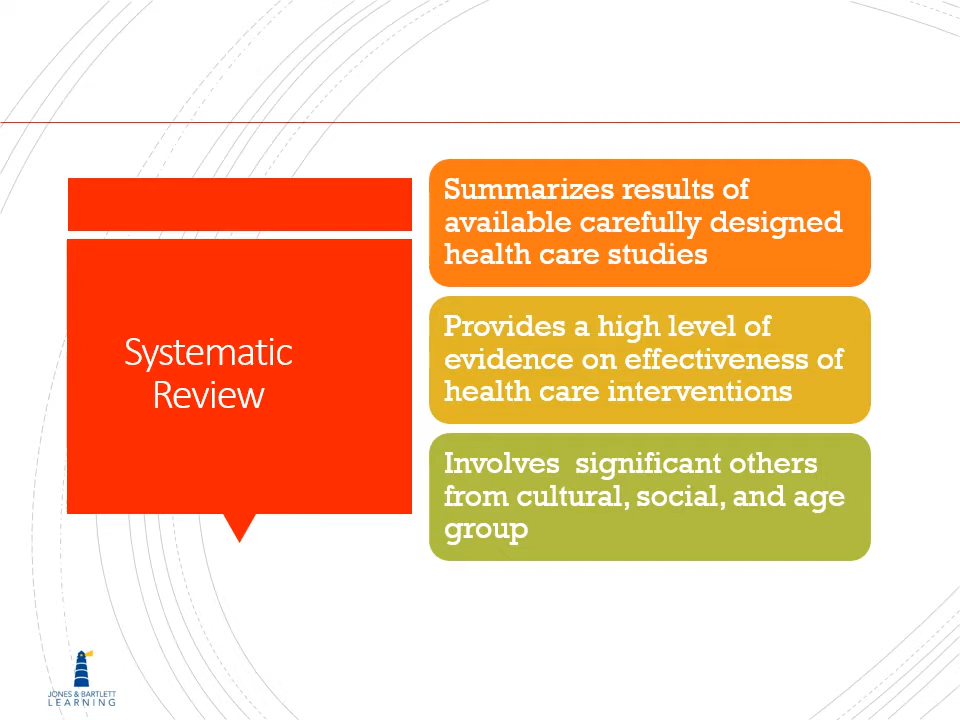 Systematic
Review
Summarizes results of
available carefully designed
health care studies
Provides a high level of
evidence on effectiveness of
health care interventions
Involves  significant others
from cultural, social, and age
group
JONES & BARTLETT
LEARNING